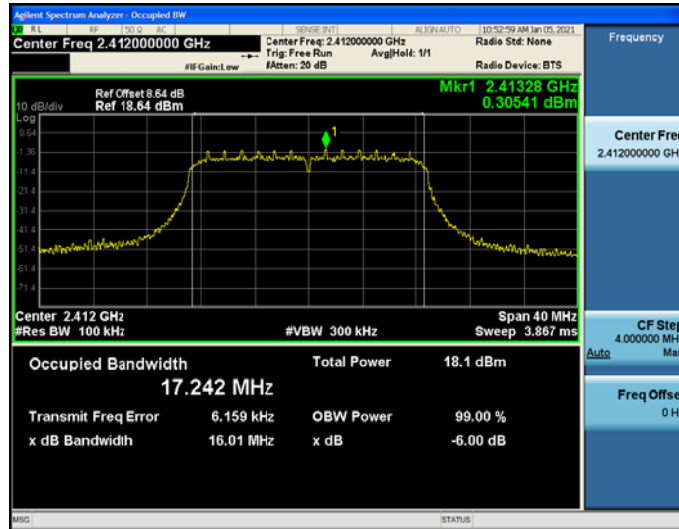 Agilent Spectrum Analyzer - Occupied BW
RL RF 50 Ω AC SENSE:INT ALIGN AUTO 10:52:59 AM Jan 05, 2021
Center Freq 2.412000000 GHz Center Freq: 2.412000000 GHz Radio Std: None Frequency
Trig: Free Run Avg|Hold: 1/1
#IFGain:Low #Atten: 20 dB Radio Device: BTS
Mkr1 2.41328 GHz
Ref Offset 8.64 dB
10 dB/div Ref 18.64 dBm 0.30541 dBm
Log
8.64
1
-1.36
-11.4
-21.4
-31.4
-41.4
-51.4
-61.4
-71.4
Center Fre
2.412000000 GH
Center 2.412 GHz Span 40 MHz
#Res BW 100 kHz #VBW 300 kHz Sweep 3.867 ms
CF Step
4.000000 MH
Auto Ma
Occupied Bandwidth Total Power 18.1 dBm
17.242 MHz
Transmit Freq Error 6.159 kHz OBW Power 99.00 %
x dB Bandwidth 16.01 MHz x dB -6.00 dB
Freq Offse
0 H
MSG STATUS